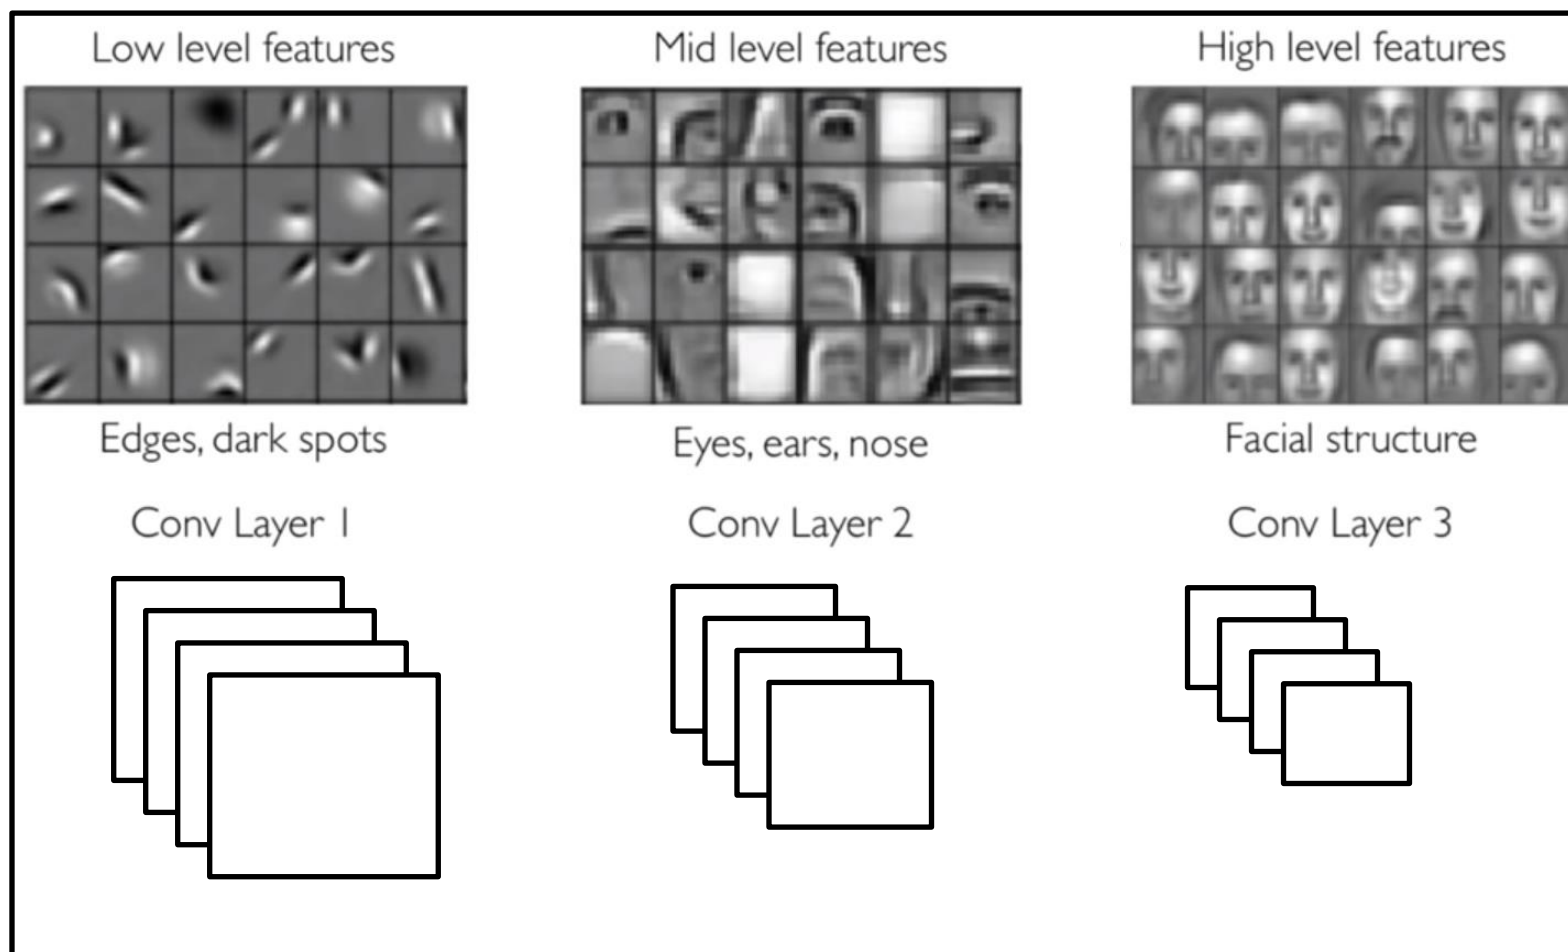 Low level features
Mid level features
High level features
Edges, dark spots
Eyes, ears, nose
Facial structure
Conv Layer 1
Conv Layer 2
Conv Layer 3